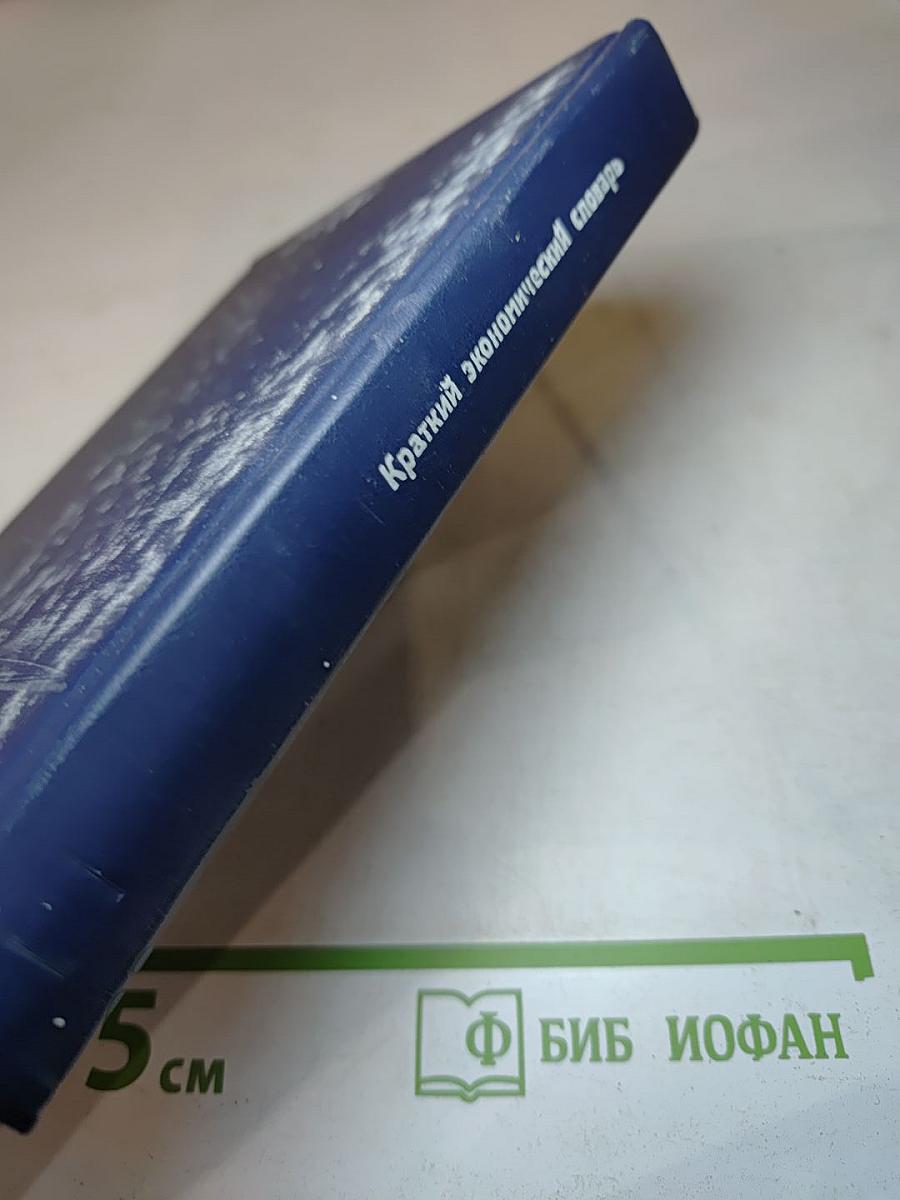 Краткий экономический словарь
5 см
Ф БИБ ИОФАН